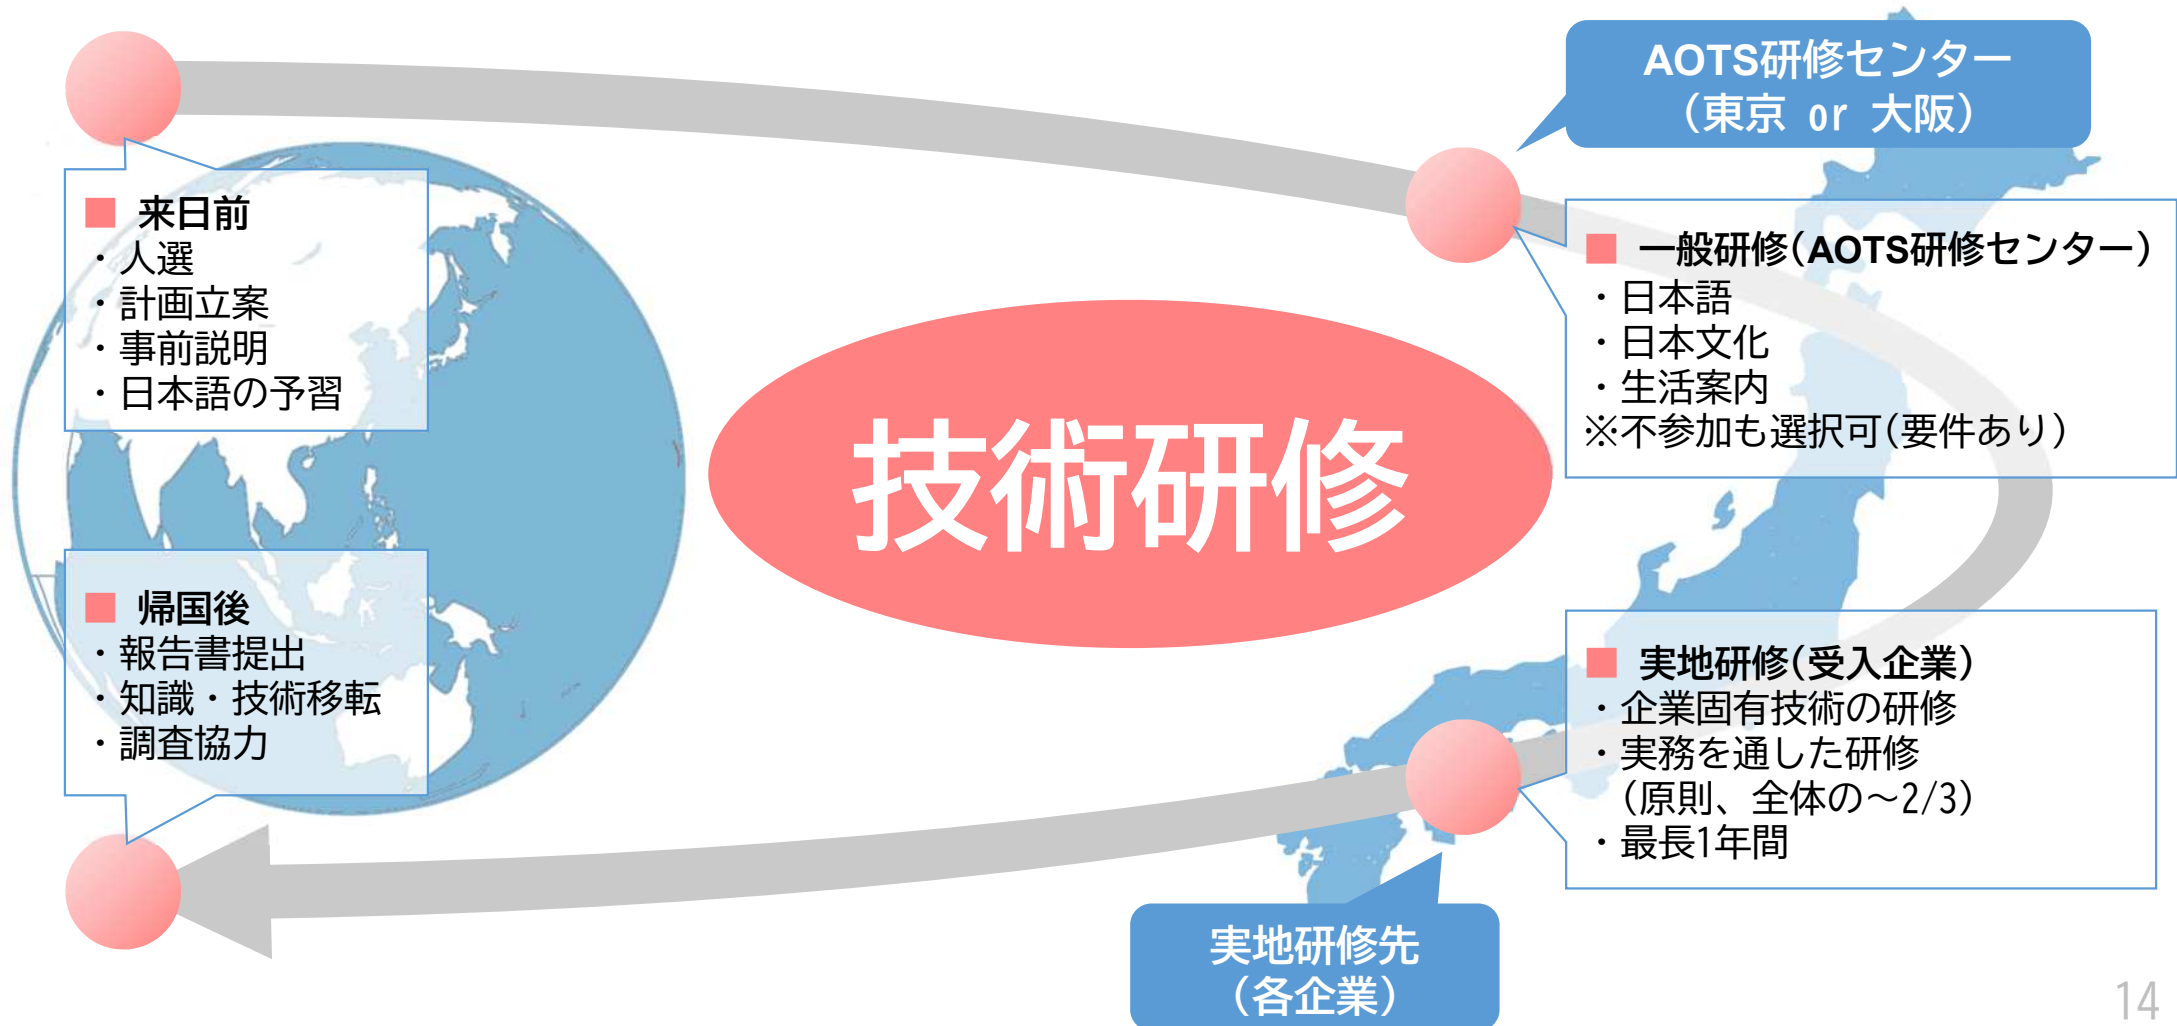 AOTS研修センター
（東京 or 大阪）
■ 来日前
・人選
・計画立案
・事前説明
・日本語の予習
■ 一般研修（AOTS研修センター）
・日本語
・日本文化
・生活案内
※不参加も選択可(要件あり)
技術研修
■ 帰国後
・報告書提出
・知識・技術移転
・調査協力
■ 実地研修（受入企業）
・企業固有技術の研修
・実務を通した研修
（原則、全体の～2/3）
・最長1年間
実地研修先
（各企業）
14